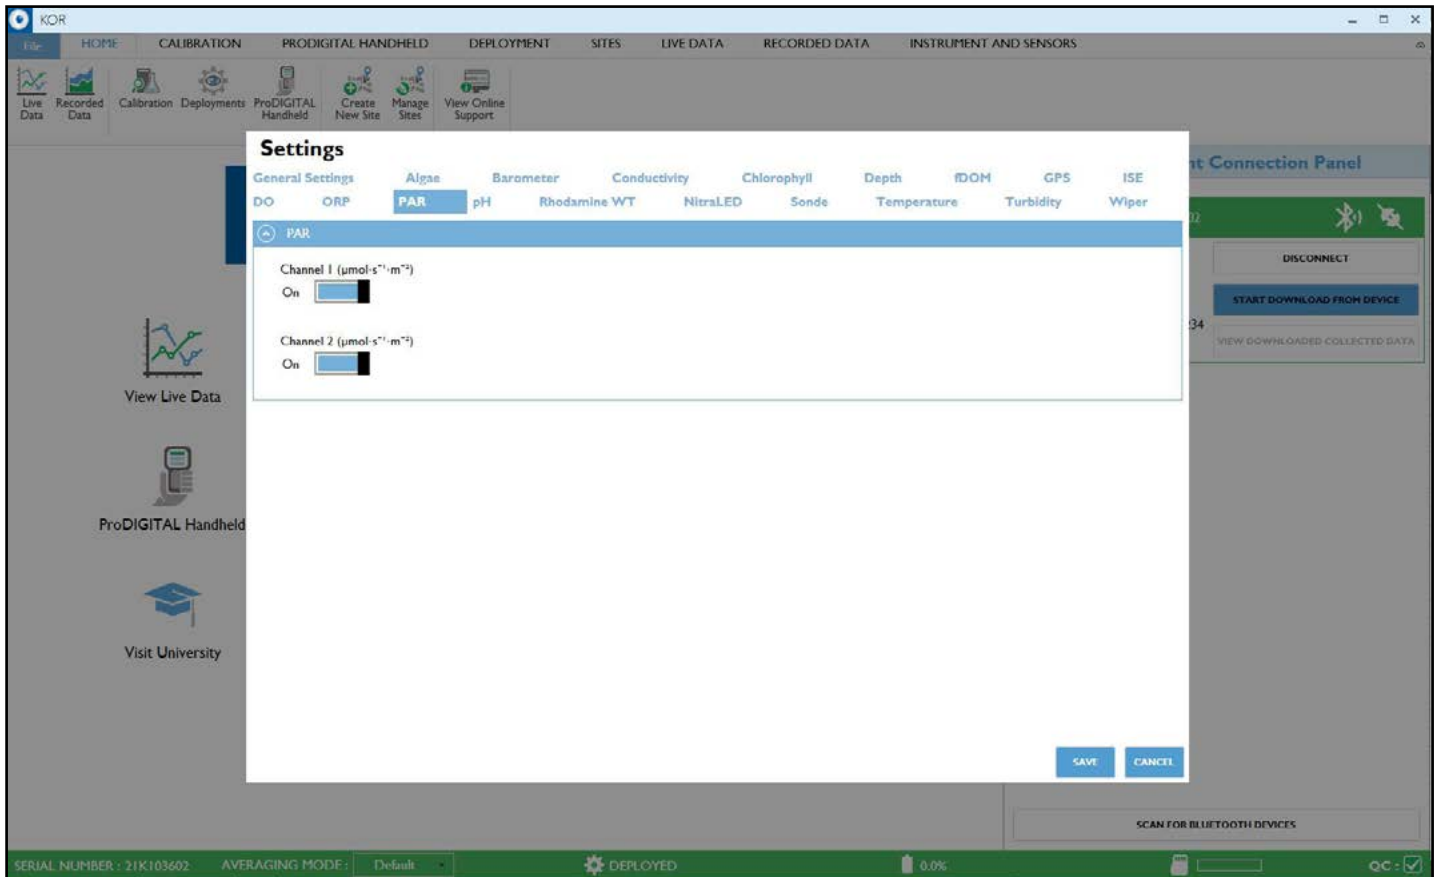 KOR
File HOME CALIBRATION PRODIGITAL HANDHELD DEPLOYMENT SITES LIVE DATA RECORDED DATA INSTRUMENT AND SENSORS
Live Data
Recorded Data
Calibration
Deployments
ProDIGITAL Handheld
Create New Site
Manage Sites
View Online Support
Settings
General Settings Algae Barometer Conductivity Chlorophyll Depth fDOM GPS ISE
DO ORP PAR pH Rhodamine WT NitraLED Sonde Temperature Turbidity Wiper
PAR
Channel 1 (µmol·s⁻¹·m⁻²)
On
Channel 2 (µmol·s⁻¹·m⁻²)
On
SAVE CANCEL
View Live Data
ProDIGITAL Handheld
Visit University
nt Connection Panel
02
DISCONNECT
START DOWNLOAD FROM DEVICE
234
VIEW DOWNLOADED COLLECTED DATA
SCAN FOR BLUETOOTH DEVICES
SERIAL NUMBER : 21K103602 AVERAGING MODE : Default DEPLOYED 0.0% QC :